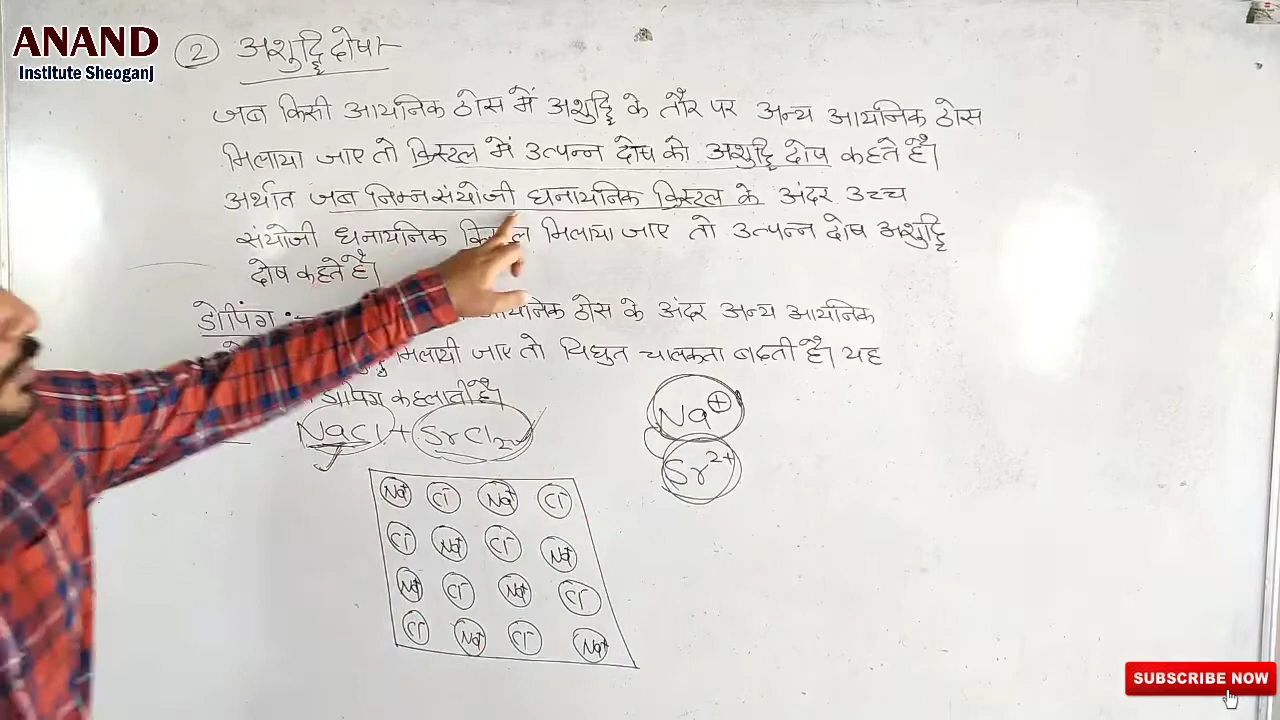 ANAND
Institute Sheoganj
② अशुद्धि दोष :-
जब किसी आयनिक ठोस में अशुद्धि के तौर पर अन्य आयनिक ठोस
मिलाया जाए तो क्रिस्टल में उत्पन्न दोष को अशुद्धि दोष कहते है।
अर्थात जब निम्न संयोजी धनायनिक क्रिस्टल के अंदर उच्च
संयोजी धनायनिक मिलाया जाए तो उत्पन्न दोष अशुद्धि
दोष कहते है।
डोपिंग :- आयनिक ठोस के अंदर अन्य आयनिक
मिलायी जाए तो विधुत चालकता बढ़ती है। यह
डोपिंग कहलाती है।
NaCl + SrCl₂
Na⁺
Sr²⁺
Na⁺ Cl⁻ Na⁺ Cl⁻
Cl⁻ Na⁺ Cl⁻ Na⁺
Na⁺ Cl⁻ Na⁺ Cl⁻
Cl⁻ Na⁺ Cl⁻ Na⁺
SUBSCRIBE NOW